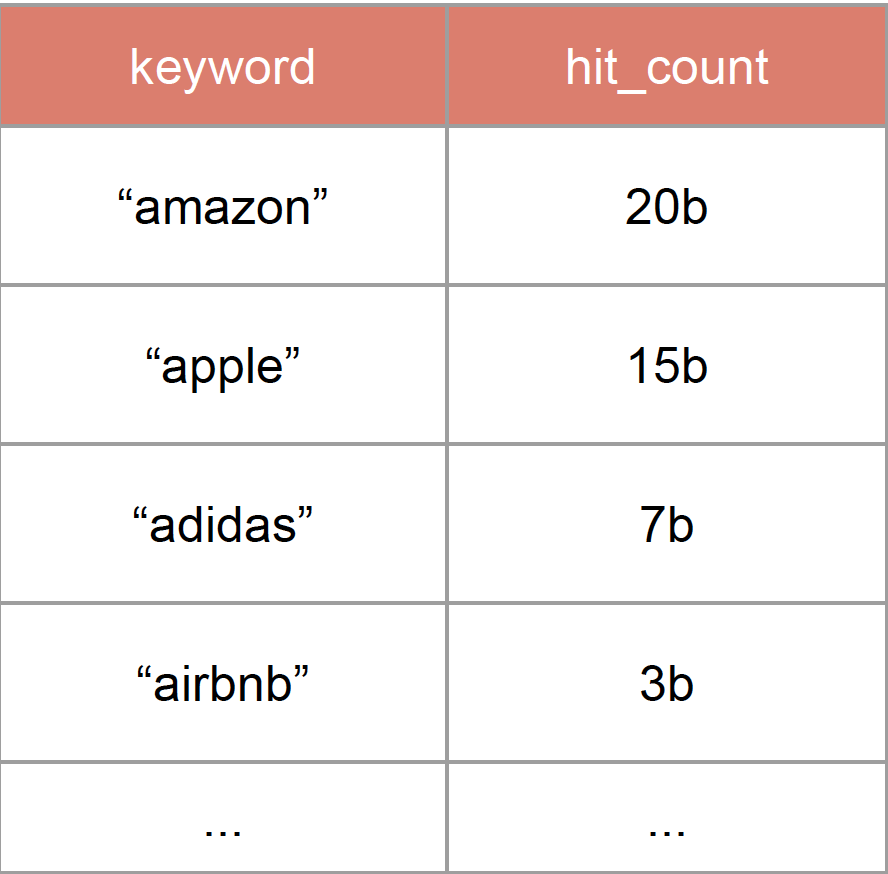 keyword hit_count
“amazon” 20b
“apple” 15b
“adidas” 7b
“airbnb” 3b
... ...